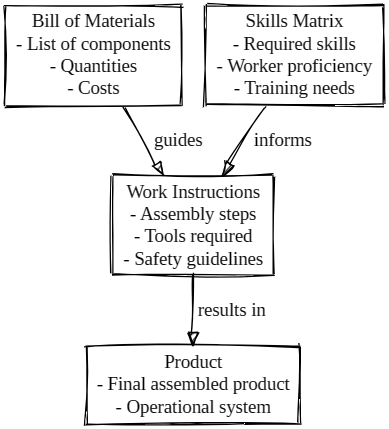 Bill of Materials
- List of components
- Quantities
- Costs
Skills Matrix
- Required skills
- Worker proficiency
- Training needs
guides
informs
Work Instructions
- Assembly steps
- Tools required
- Safety guidelines
results in
Product
- Final assembled product
- Operational system